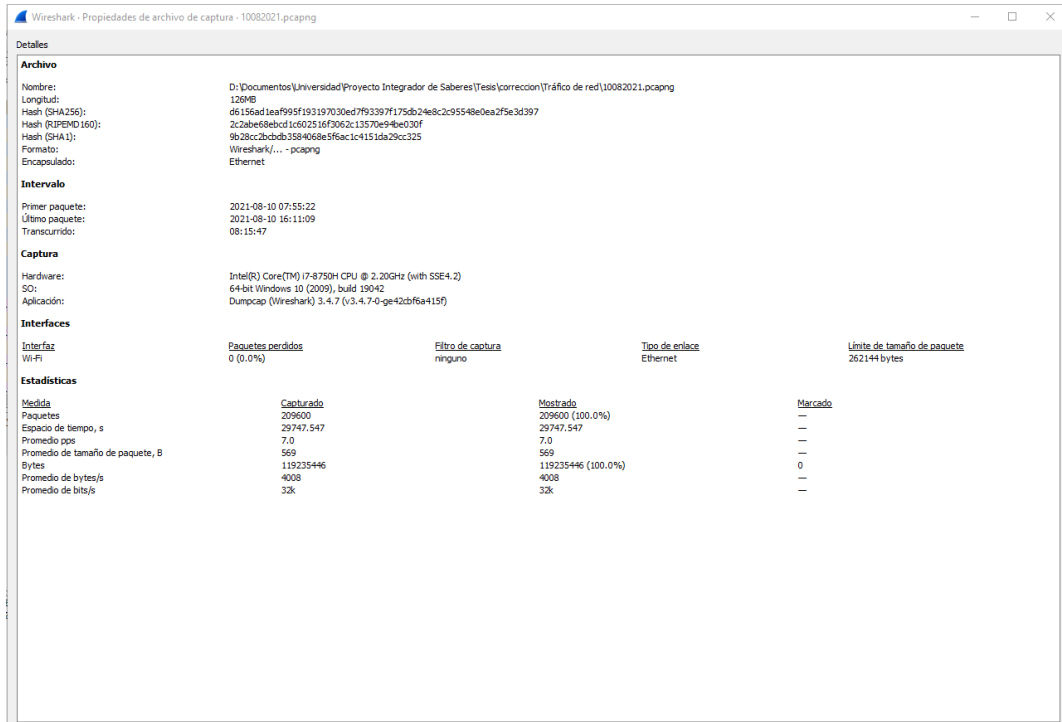 Wireshark · Propiedades de archivo de captura · 10082021.pcapng
Detalles
Archivo
Nombre: D:\Documentos\Universidad\Proyecto Integrador de Saberes\Tesis\correccion\Tráfico de red\10082021.pcapng
Longitud: 126MB
Hash (SHA256): d6156ad1eaf995f193197030ed7f93397f175db24e8c2c95548e0ea2f5e3d397
Hash (RIPEMD160): 2c2abe68ebcd1c602516f3062c13570e94be030f
Hash (SHA1): 9b28cc2bcbdb3584068e5f6ac1c4151da29cc325
Formato: Wireshark/... - pcapng
Encapsulado: Ethernet
Intervalo
Primer paquete: 2021-08-10 07:55:22
Último paquete: 2021-08-10 16:11:09
Transcurrido: 08:15:47
Captura
Hardware: Intel(R) Core(TM) i7-8750H CPU @ 2.20GHz (with SSE4.2)
SO: 64-bit Windows 10 (2009), build 19042
Aplicación: Dumpcap (Wireshark) 3.4.7 (v3.4.7-0-ge42cbf6a415f)
Interfaces
Interfaz Paquetes perdidos Filtro de captura Tipo de enlace Límite de tamaño de paquete
Wi-Fi 0 (0.0%) ninguno Ethernet 262144 bytes
Estadísticas
Medida Capturado Mostrado Marcado
Paquetes 209600 209600 (100.0%) —
Espacio de tiempo, s 29747.547 29747.547 —
Promedio pps 7.0 7.0 —
Promedio de tamaño de paquete, B 569 569 —
Bytes 119235446 119235446 (100.0%) 0
Promedio de bytes/s 4008 4008 —
Promedio de bits/s 32k 32k —